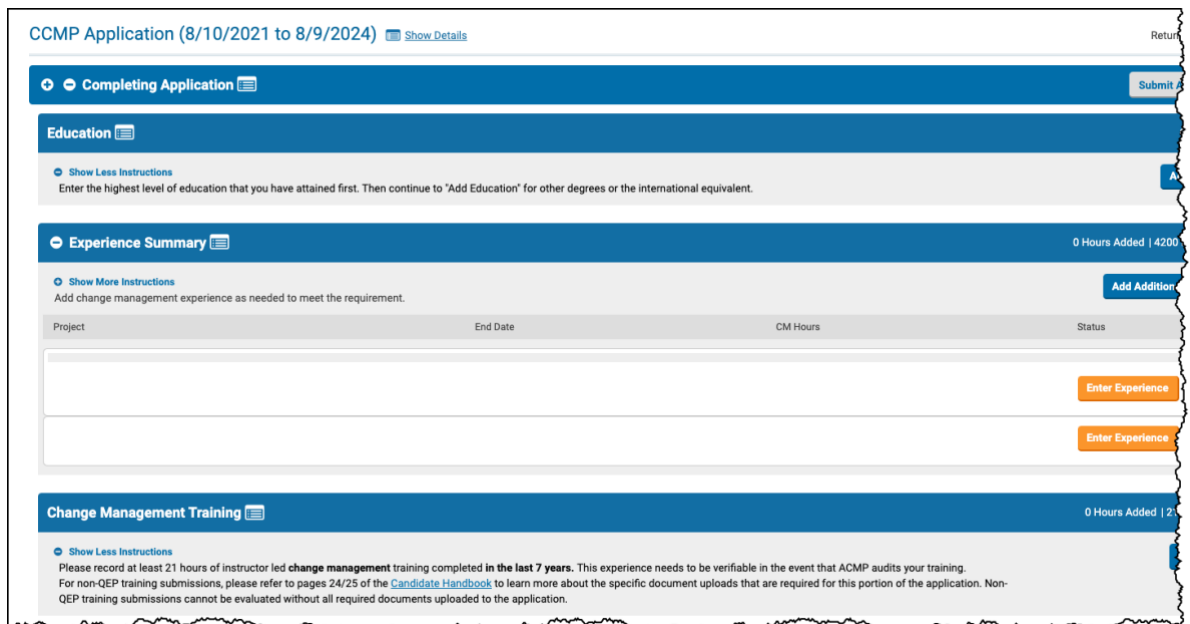 CCMP Application (8/10/2021 to 8/9/2024) Show Details
Completing Application
Submit
Education
Show Less Instructions
Enter the highest level of education that you have attained first. Then continue to "Add Education" for other degrees or the international equivalent.
Experience Summary
0 Hours Added | 4200
Show More Instructions
Add change management experience as needed to meet the requirement.
Add
Project End Date CM Hours Status
Enter Experience
Enter Experience
Change Management Training
0 Hours Added |
Show Less Instructions
Please record at least 21 hours of instructor led change management training completed in the last 7 years. This experience needs to be verifiable in the event that ACMP audits your training.
For non-QEP training submissions, please refer to pages 24/25 of the Candidate Handbook to learn more about the specific document uploads that are required for this portion of the application. Non-
QEP training submissions cannot be evaluated without all required documents uploaded to the application.